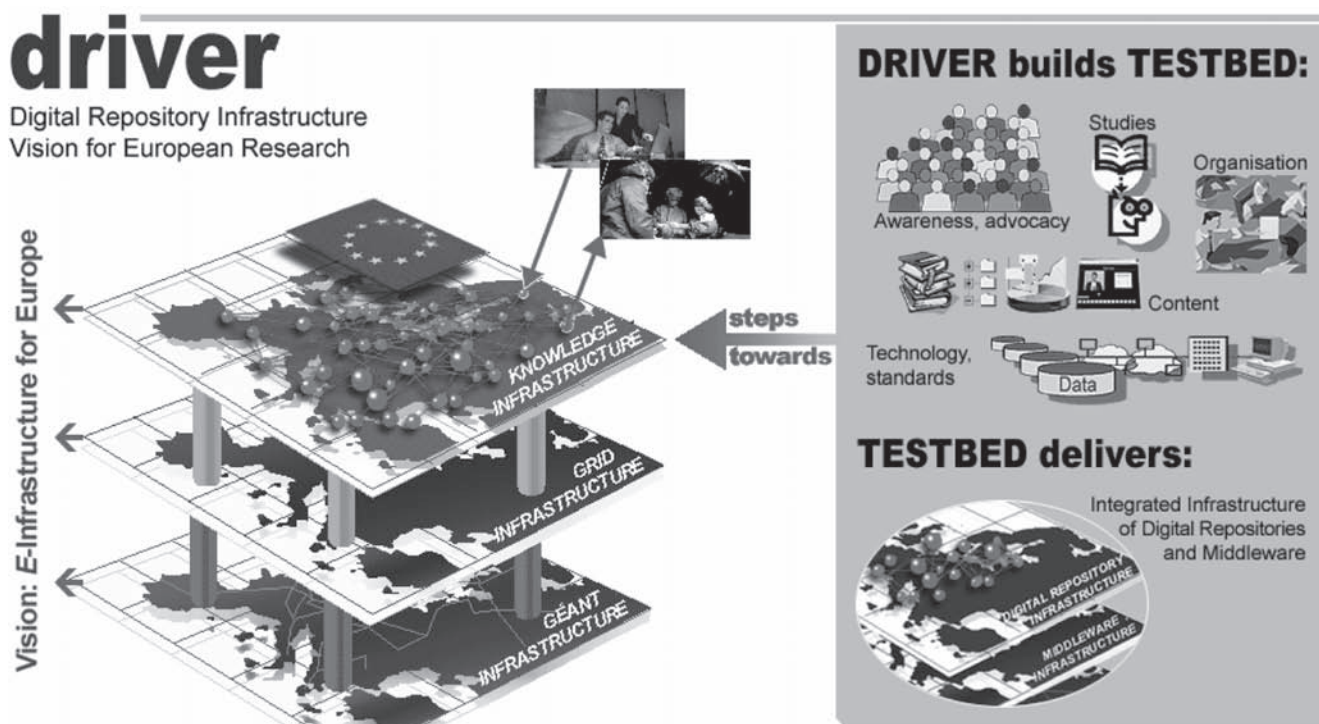 driver
Digital Repository Infrastructure
Vision for European Research
Vision: E-Infrastructure for Europe
KNOWLEDGE
INFRASTRUCTURE
GRID
INFRASTRUCTURE
GÉANT
INFRASTRUCTURE
steps
towards
DRIVER builds TESTBED:
Studies
Organisation
Awareness, advocacy
Content
Technology,
standards
Data
TESTBED delivers:
Integrated Infrastructure
of Digital Repositories
and Middleware
DIGITAL REPOSITORY
INFRASTRUCTURE
MIDDLEWARE
INFRASTRUCTURE